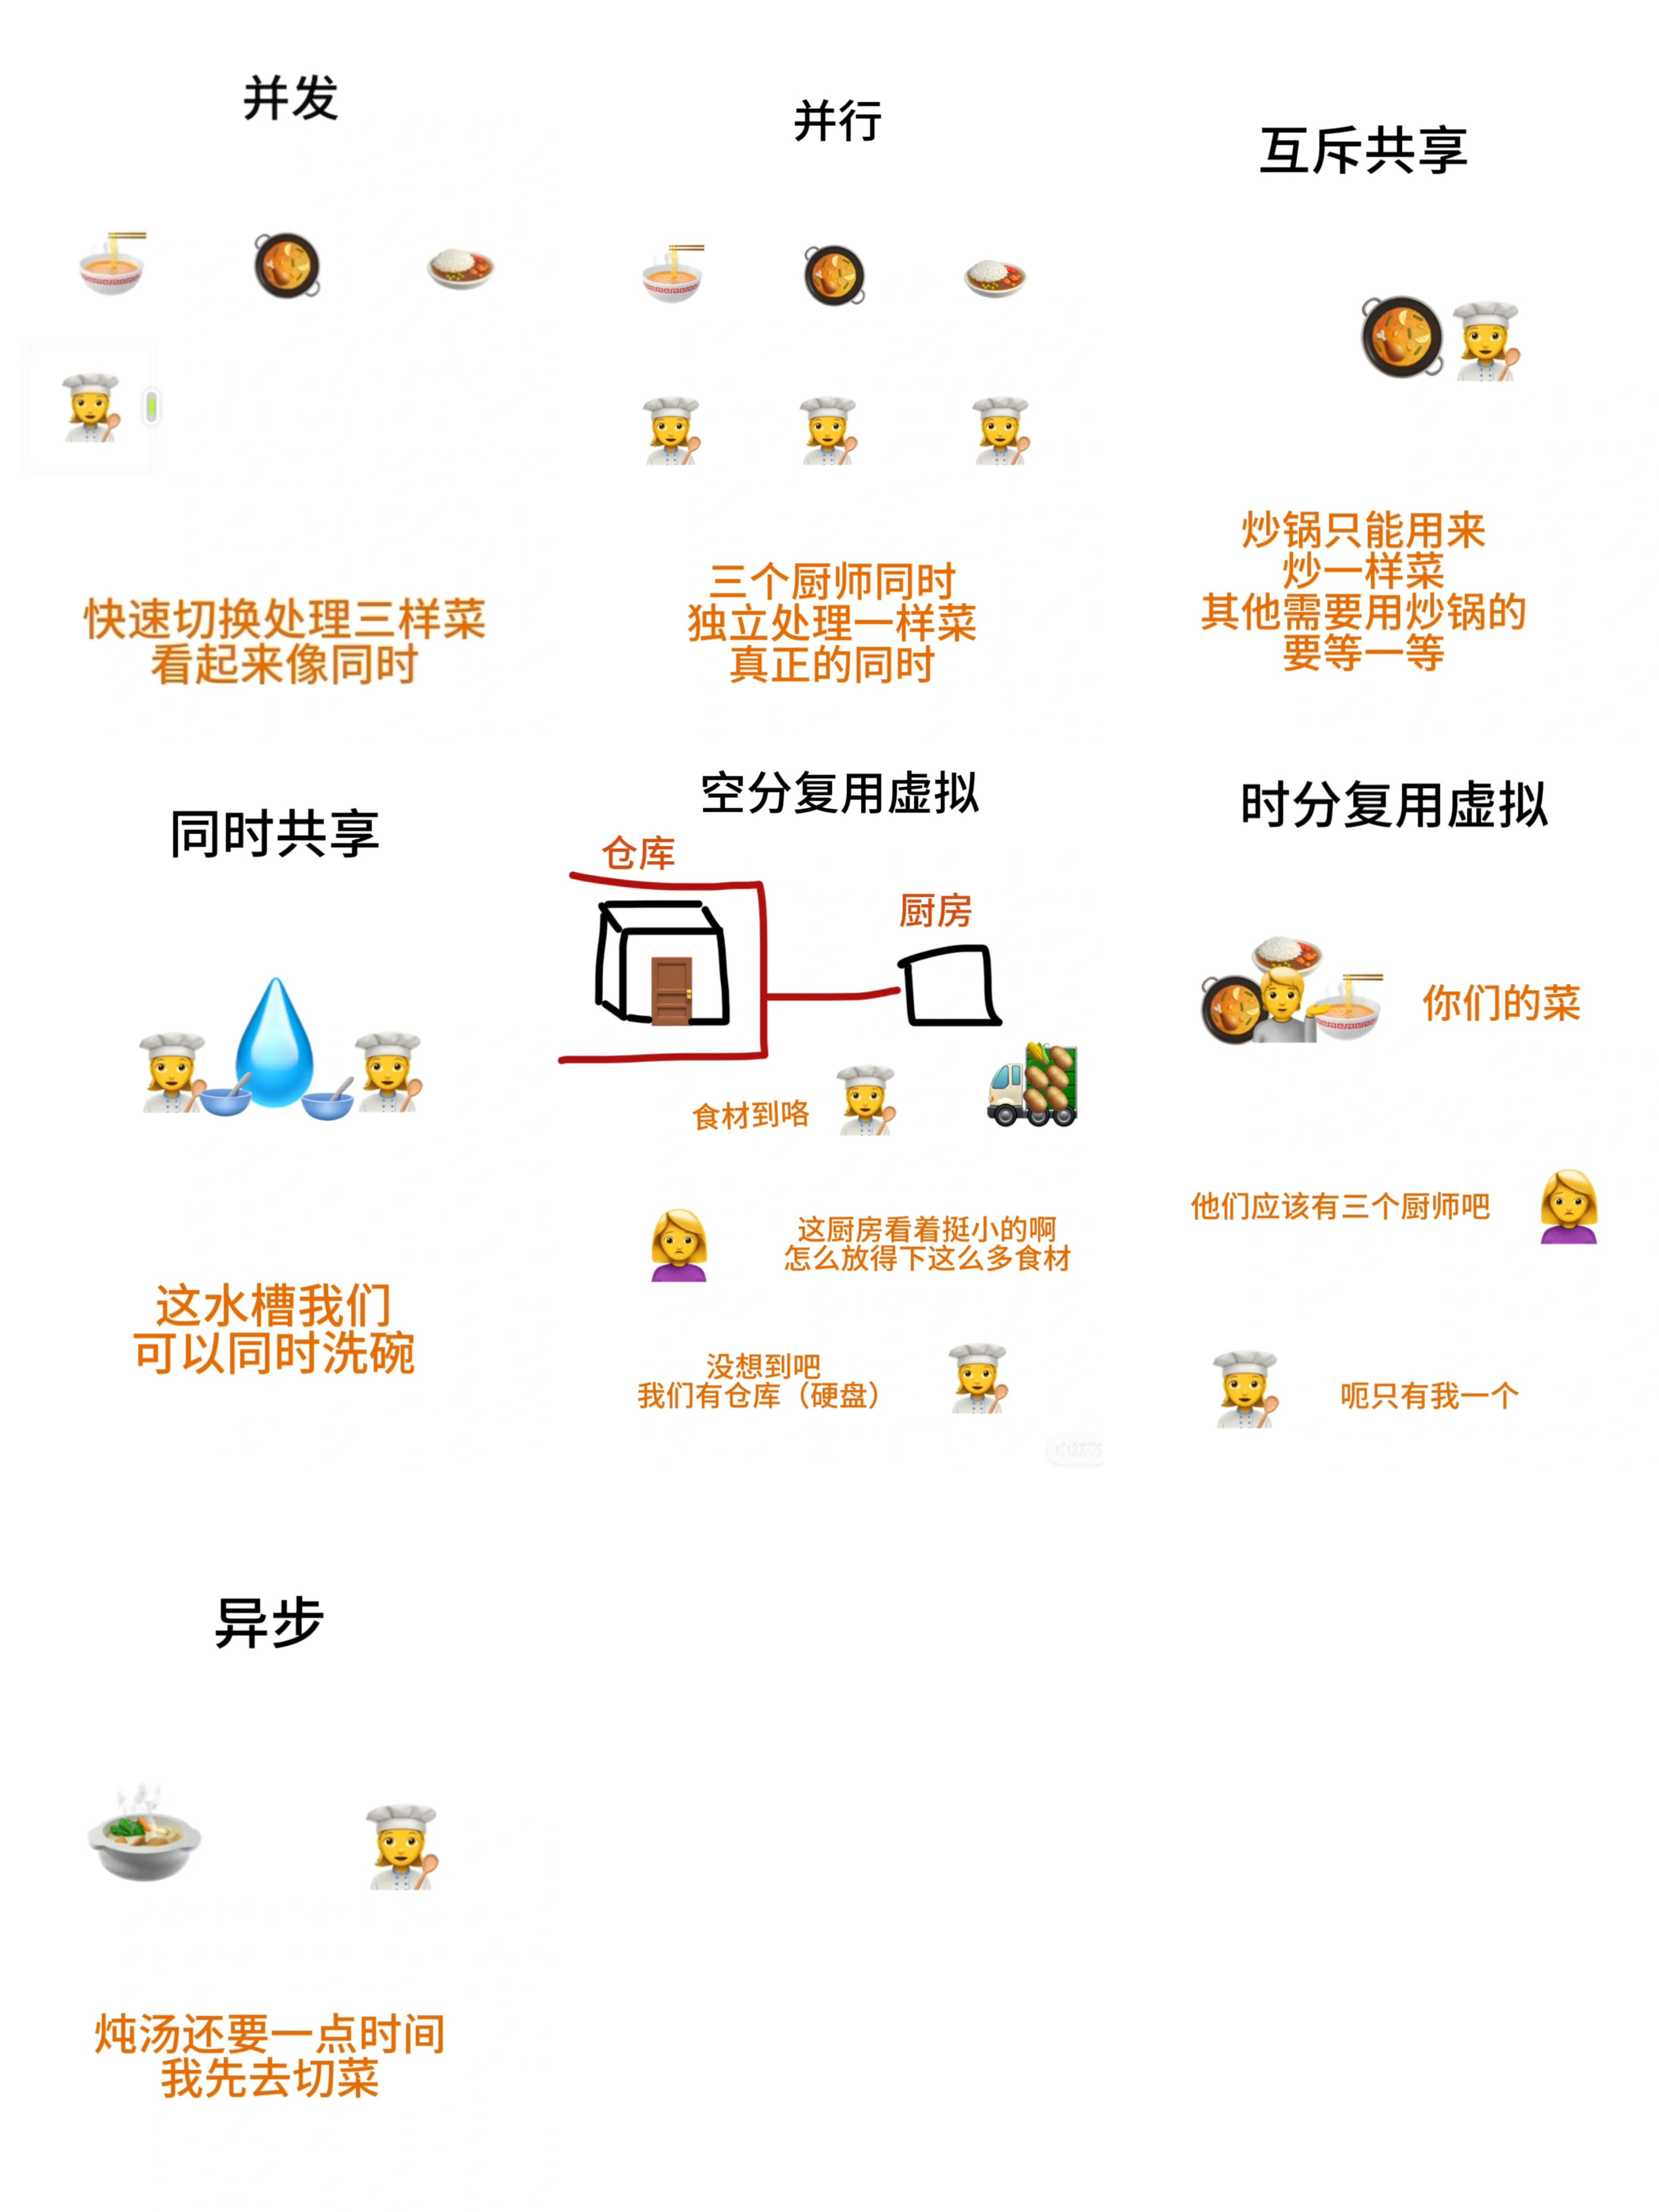 并发
快速切换处理三样菜
看起来像同时
并行
三个厨师同时
独立处理一样菜
真正的同时
互斥共享
炒锅只能用来
炒一样菜
其他需要用炒锅的
要等一等
同时共享
这水槽我们
可以同时洗碗
空分复用虚拟
仓库
厨房
食材到咯
这厨房看着挺小的啊
怎么放得下这么多食材
没想到吧
我们有仓库（硬盘）
时分复用虚拟
你们的菜
他们应该有三个厨师吧
呃只有我一个
异步
炖汤还要一点时间
我先去切菜